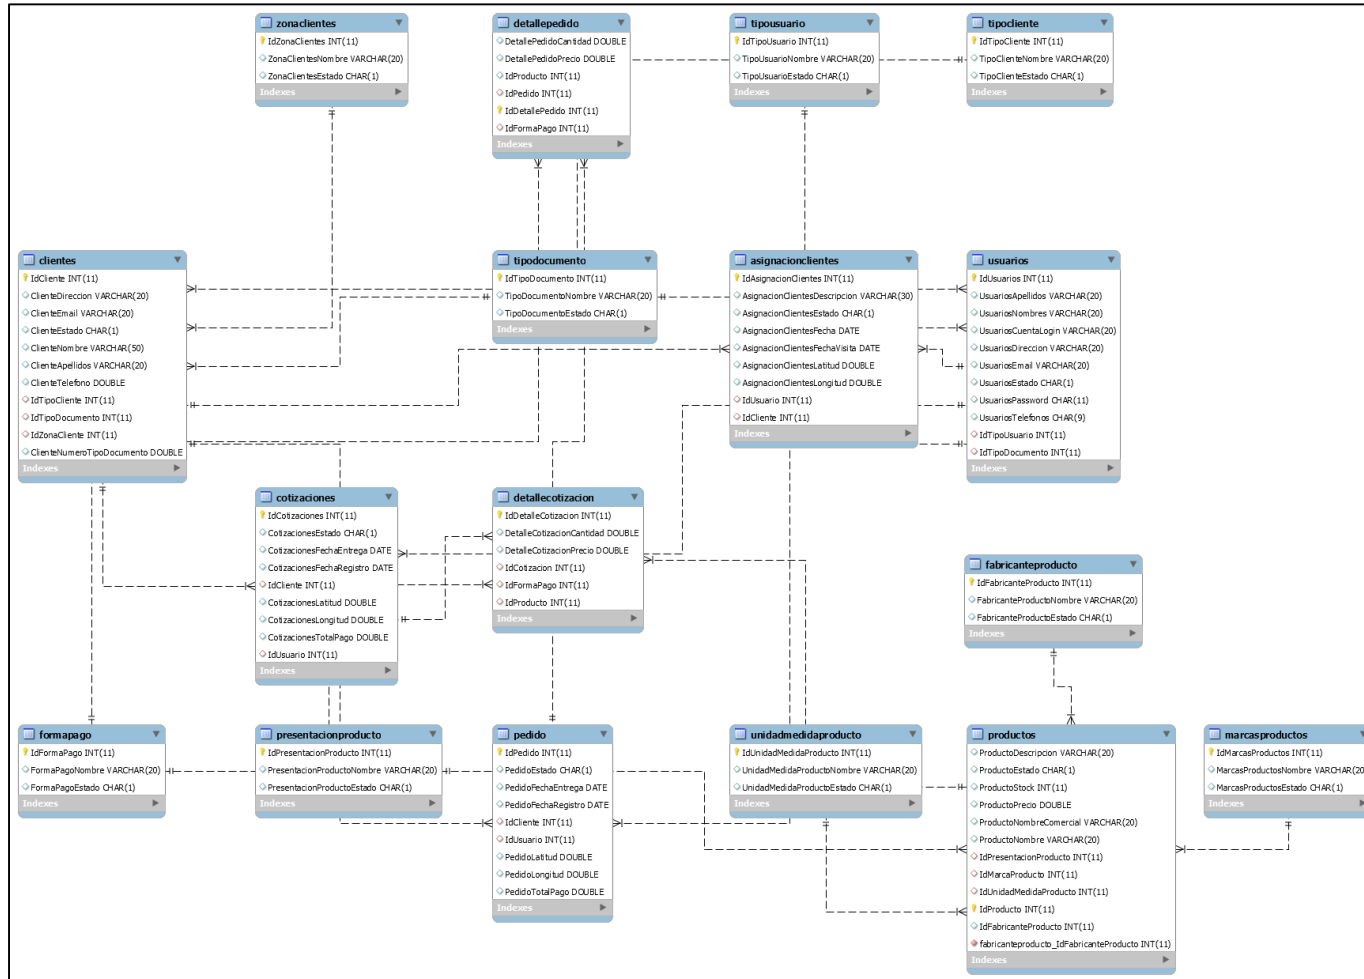 zonaclientes
IdZonaClientes INT(11)
ZonaClientesNombre VARCHAR(20)
ZonaClientesEstado CHAR(1)
Indexes
detallepedido
DetallePedidoCantidad DOUBLE
DetallePedidoPrecio DOUBLE
IdProducto INT(11)
IdPedido INT(11)
IdDetallePedido INT(11)
IdFormaPago INT(11)
Indexes
tipousuario
IdTipoUsuario INT(11)
TipoUsuarioNombre VARCHAR(20)
TipoUsuarioEstado CHAR(1)
Indexes
tipocliente
IdTipoCliente INT(11)
TipoClienteNombre VARCHAR(20)
TipoClienteEstado CHAR(1)
Indexes
clientes
IdCliente INT(11)
ClienteDireccion VARCHAR(20)
ClienteEmail VARCHAR(20)
ClienteEstado CHAR(1)
ClienteNombre VARCHAR(50)
ClienteApellidos VARCHAR(20)
ClienteTelefono DOUBLE
IdTipoCliente INT(11)
IdTipoDocumento INT(11)
IdZonaCliente INT(11)
ClienteNumeroTipoDocumento DOUBLE
Indexes
tipodocumento
IdTipoDocumento INT(11)
TipoDocumentoNombre VARCHAR(20)
TipoDocumentoEstado CHAR(1)
Indexes
asignacionclientes
IdAsignacionClientes INT(11)
AsignacionClientesDescripcion VARCHAR(30)
AsignacionClientesEstado CHAR(1)
AsignacionClientesFecha DATE
AsignacionClientesFechaVisita DATE
AsignacionClientesLatitud DOUBLE
AsignacionClientesLongitud DOUBLE
IdUsuario INT(11)
IdCliente INT(11)
Indexes
usuarios
IdUsuarios INT(11)
UsuariosApellidos VARCHAR(20)
UsuariosNombres VARCHAR(20)
UsuariosCuentaLogin VARCHAR(20)
UsuariosDireccion VARCHAR(20)
UsuariosEmail VARCHAR(20)
UsuariosEstado CHAR(1)
UsuariosPassword CHAR(11)
UsuariosTelefonos CHAR(9)
IdTipoUsuario INT(11)
IdTipoDocumento INT(11)
Indexes
cotizaciones
IdCotizaciones INT(11)
CotizacionesEstado CHAR(1)
CotizacionesFechaEntrega DATE
CotizacionesFechaRegistro DATE
IdCliente INT(11)
CotizacionesLatitud DOUBLE
CotizacionesLongitud DOUBLE
CotizacionesTotalPago DOUBLE
IdUsuario INT(11)
Indexes
detallecotizacion
IdDetalleCotizacion INT(11)
DetalleCotizacionCantidad DOUBLE
DetalleCotizacionPrecio DOUBLE
IdCotizacion INT(11)
IdFormaPago INT(11)
IdProducto INT(11)
Indexes
fabricanteproducto
IdFabricanteProducto INT(11)
FabricanteProductoNombre VARCHAR(20)
FabricanteProductoEstado CHAR(1)
Indexes
formapago
IdFormaPago INT(11)
FormaPagoNombre VARCHAR(20)
FormaPagoEstado CHAR(1)
Indexes
presentacionproducto
IdPresentacionProducto INT(11)
PresentacionProductoNombre VARCHAR(20)
PresentacionProductoEstado CHAR(1)
Indexes
pedido
IdPedido INT(11)
PedidoEstado CHAR(1)
PedidoFechaEntrega DATE
PedidoFechaRegistro DATE
IdCliente INT(11)
IdUsuario INT(11)
PedidoLatitud DOUBLE
PedidoLongitud DOUBLE
PedidoTotalPago DOUBLE
Indexes
unidadmedidaproducto
IdUnidadMedidaProducto INT(11)
UnidadMedidaProductoNombre VARCHAR(20)
UnidadMedidaProductoEstado CHAR(1)
Indexes
productos
ProductoDescripcion VARCHAR(20)
ProductoEstado CHAR(1)
ProductoStock INT(11)
ProductoPrecio DOUBLE
ProductoNombreComercial VARCHAR(20)
ProductoNombre VARCHAR(20)
IdPresentacionProducto INT(11)
IdMarcaProducto INT(11)
IdUnidadMedidaProducto INT(11)
IdProducto INT(11)
IdFabricanteProducto INT(11)
fabricanteproducto_IdFabricanteProducto INT(11)
Indexes
marcasproductos
IdMarcasProductos INT(11)
MarcasProductosNombre VARCHAR(20)
MarcasProductosEstado CHAR(1)
Indexes